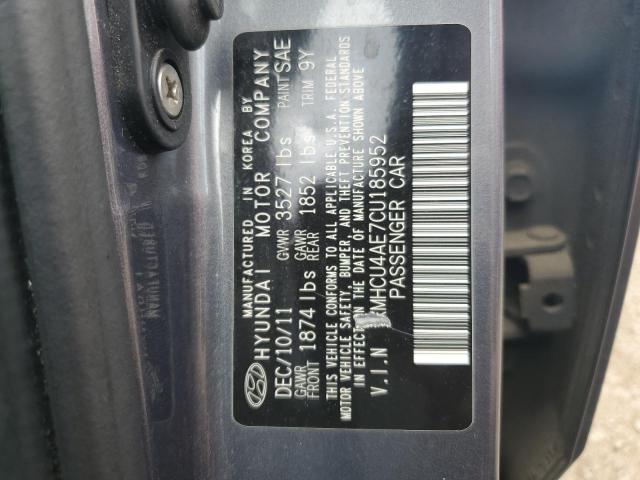 MANUFACTURED IN KOREA BY
HYUNDAI MOTOR COMPANY
DEC/10/11 GVWR 3527 lbs PAINT SAE
GAWR FRONT 1874 lbs GAWR REAR 1852 lbs TRIM 9Y
THIS VEHICLE CONFORMS TO ALL APPLICABLE U.S.A. FEDERAL
MOTOR VEHICLE SAFETY, BUMPER, AND THEFT PREVENTION STANDARDS
IN EFFECT ON THE DATE OF MANUFACTURE SHOWN ABOVE
V.I.N KMHCU4AE7CU185952
PASSENGER CAR